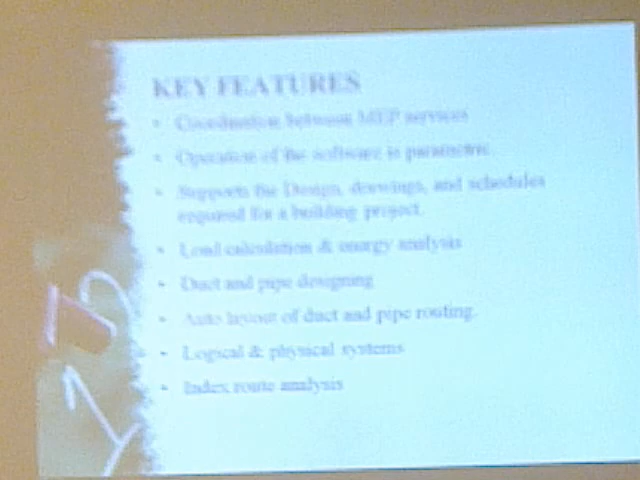 KEY FEATURES
• Coordination between MEP services
• Operation of the software is parametric
• Supports the Design, drawings, and schedules
required for a building project.
• Load calculation & energy analysis
• Duct and pipe designing
• Auto layout of duct and pipe routing.
• Logical & physical systems
• Index route analysis